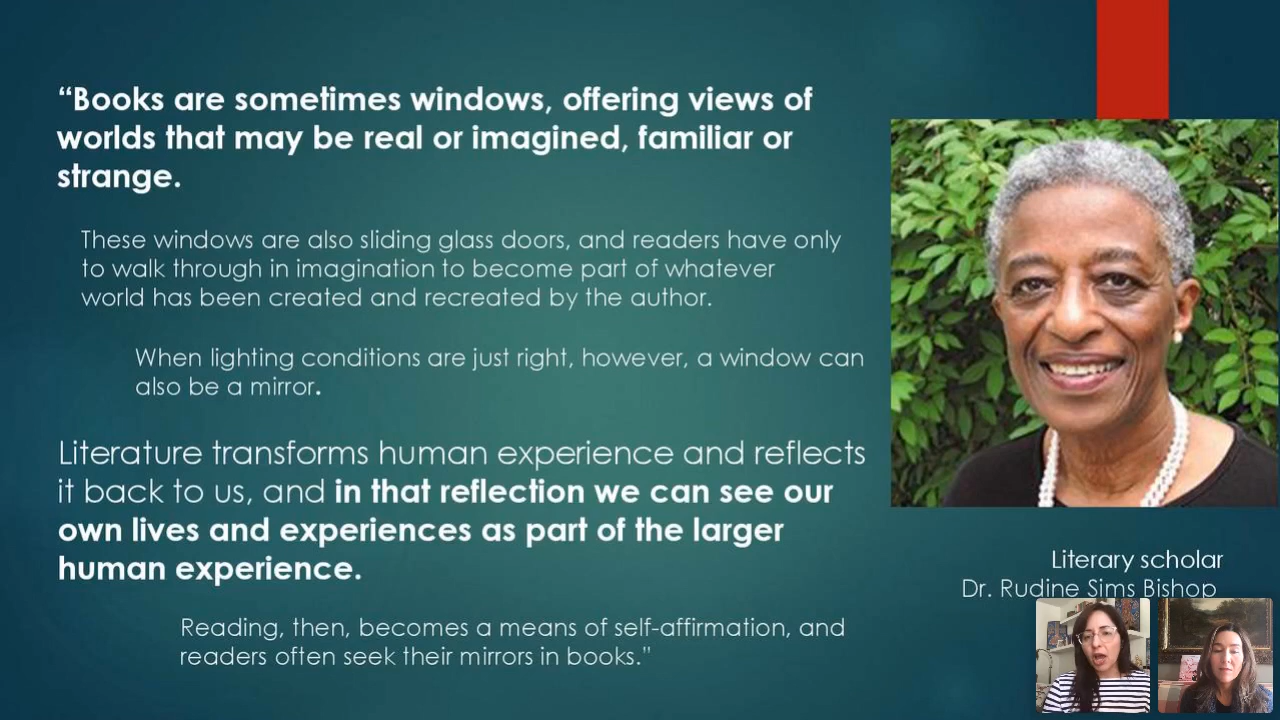 “Books are sometimes windows, offering views of
worlds that may be real or imagined, familiar or
strange.
These windows are also sliding glass doors, and readers have only
to walk through in imagination to become part of whatever
world has been created and recreated by the author.
When lighting conditions are just right, however, a window can
also be a mirror.
Literature transforms human experience and reflects
it back to us, and in that reflection we can see our
own lives and experiences as part of the larger
human experience.
Reading, then, becomes a means of self-affirmation, and
readers often seek their mirrors in books."
Literary scholar
Dr. Rudine Sims Bishop